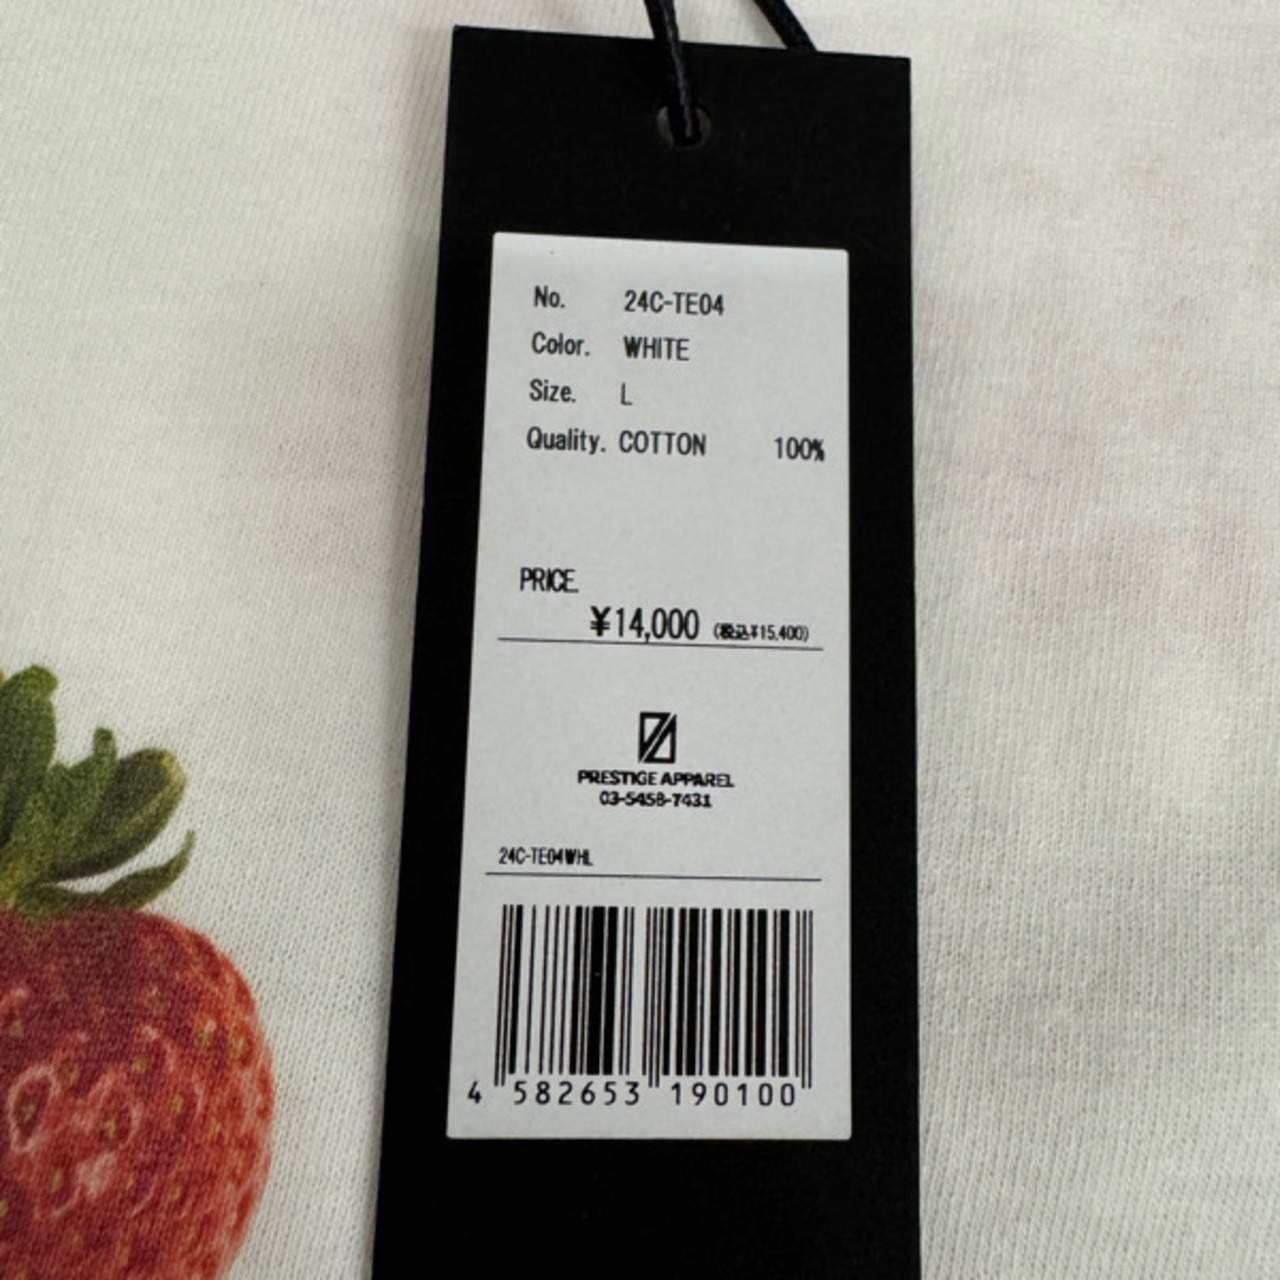 No. 24C-TE04
Color. WHITE
Size. L
Quality. COTTON 100%
PRICE.
¥14,000 (税込¥15,400)
PRESTIGE APPAREL
03-5458-7431
24C-TE04WHL
4 582653 190100